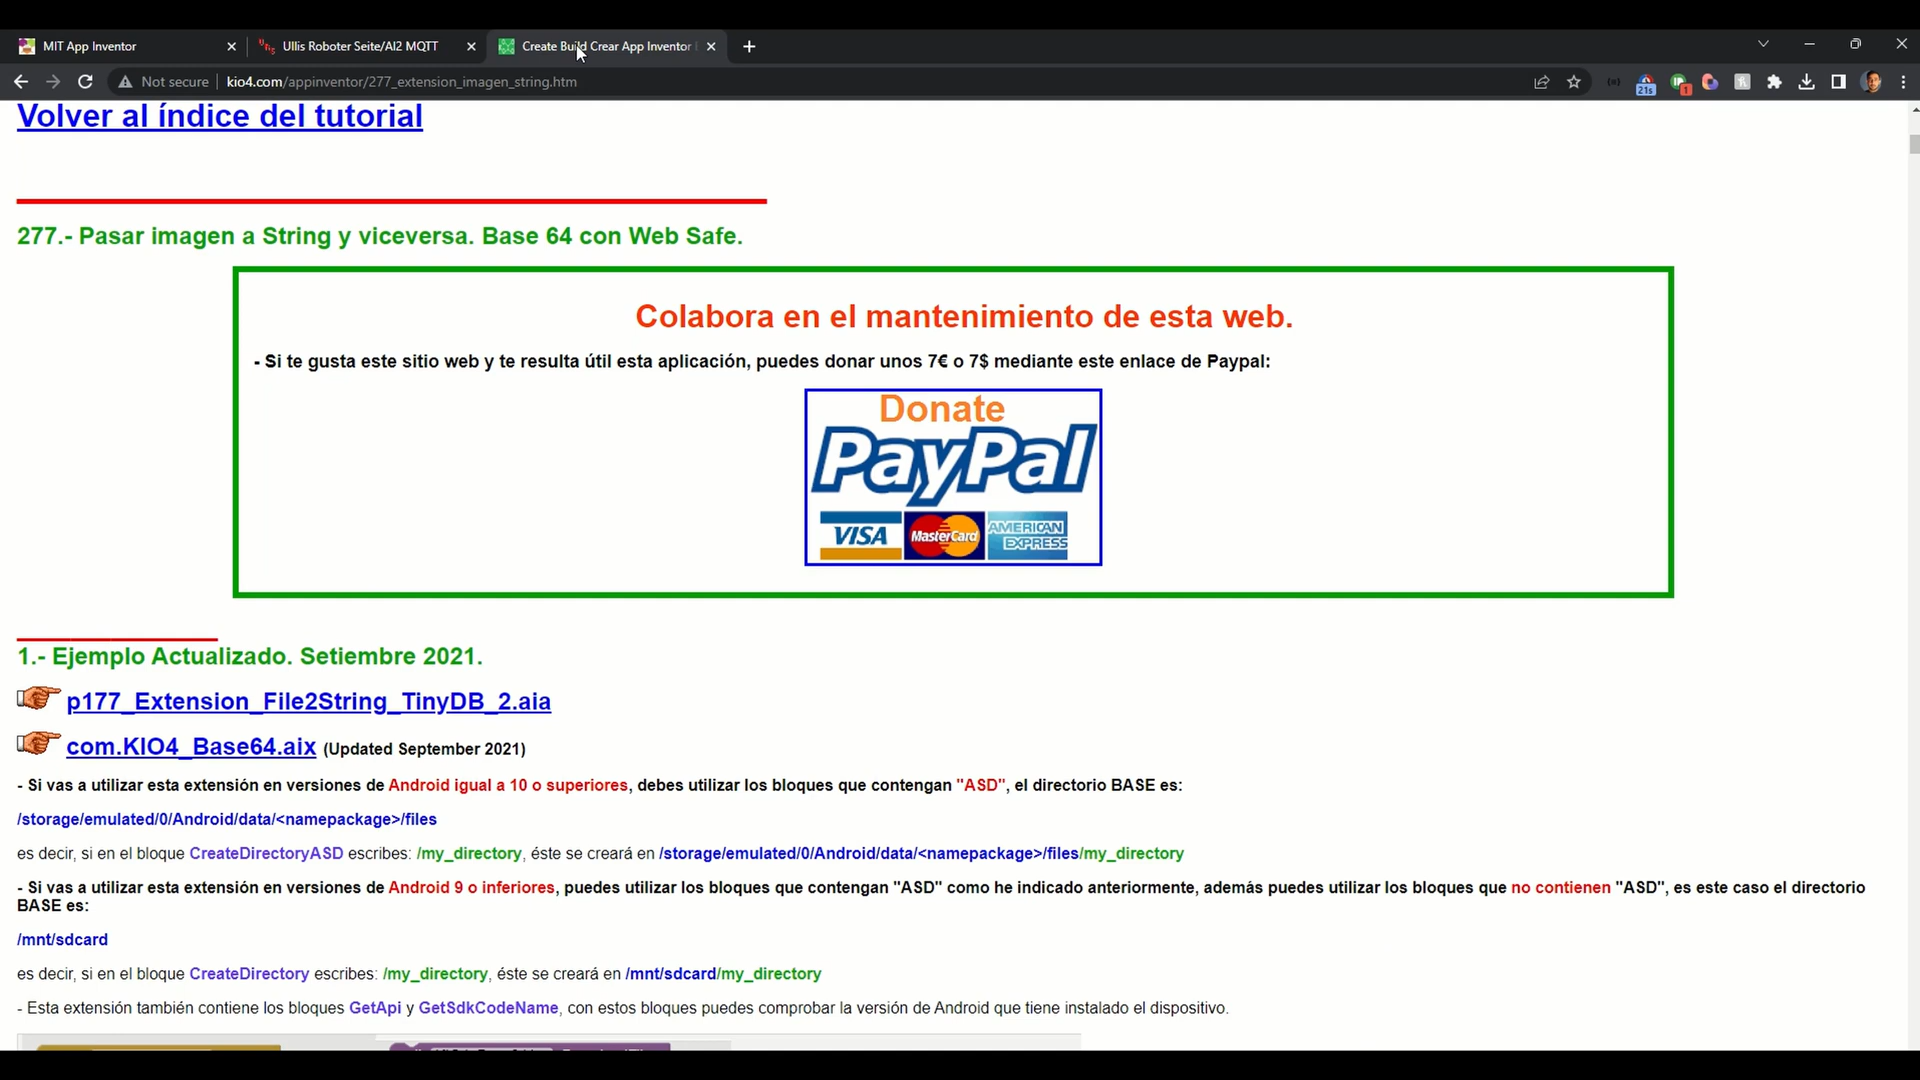 MIT App Inventor
Ullis Roboter Seite/AI2 MQTT
Create Build Crear App Inventor
Not secure
kio4.com/appinventor/277_extension_imagen_string.htm
21s
1
Volver al índice del tutorial
277.- Pasar imagen a String y viceversa. Base 64 con Web Safe.
Colabora en el mantenimiento de esta web.
- Si te gusta este sitio web y te resulta útil esta aplicación, puedes donar unos 7€ o 7$ mediante este enlace de Paypal:
Donate
PayPal
VISA MasterCard AMERICAN EXPRESS
1.- Ejemplo Actualizado. Setiembre 2021.
p177_Extension_File2String_TinyDB_2.aia
com.KIO4_Base64.aix (Updated September 2021)
- Si vas a utilizar esta extensión en versiones de Android igual a 10 o superiores, debes utilizar los bloques que contengan "ASD", el directorio BASE es:
/storage/emulated/0/Android/data/<namepackage>/files
es decir, si en el bloque CreateDirectoryASD escribes: /my_directory, éste se creará en /storage/emulated/0/Android/data/<namepackage>/files/my_directory
- Si vas a utilizar esta extensión en versiones de Android 9 o inferiores, puedes utilizar los bloques que contengan "ASD" como he indicado anteriormente, además puedes utilizar los bloques que no contienen "ASD", es este caso el directorio
BASE es:
/mnt/sdcard
es decir, si en el bloque CreateDirectory escribes: /my_directory, éste se creará en /mnt/sdcard/my_directory
- Esta extensión también contiene los bloques GetApi y GetSdkCodeName, con estos bloques puedes comprobar la versión de Android que tiene instalado el dispositivo.